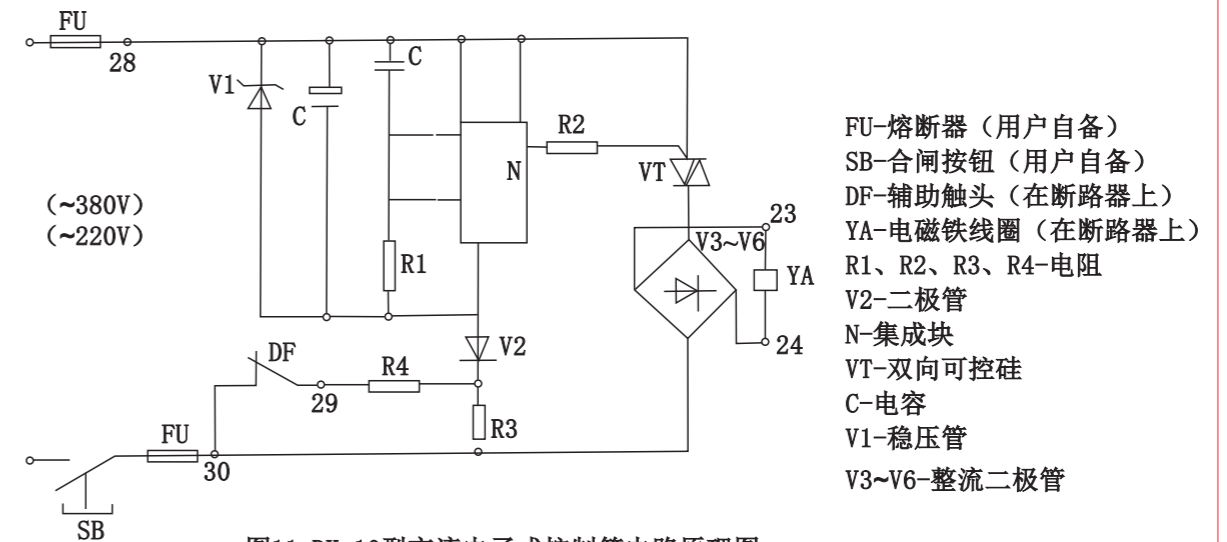 FU
28
V1
C
C
R2
N
VT
(~380V)
(~220V)
23
V3~V6
R1
YA
24
V2
DF
R4
29
R3
FU
30
SB
FU-熔断器（用户自备）
SB-合闸按钮（用户自备）
DF-辅助触头（在断路器上）
YA-电磁铁线圈（在断路器上）
R1、R2、R3、R4-电阻
V2-二极管
N-集成块
VT-双向可控硅
C-电容
V1-稳压管
V3~V6-整流二极管